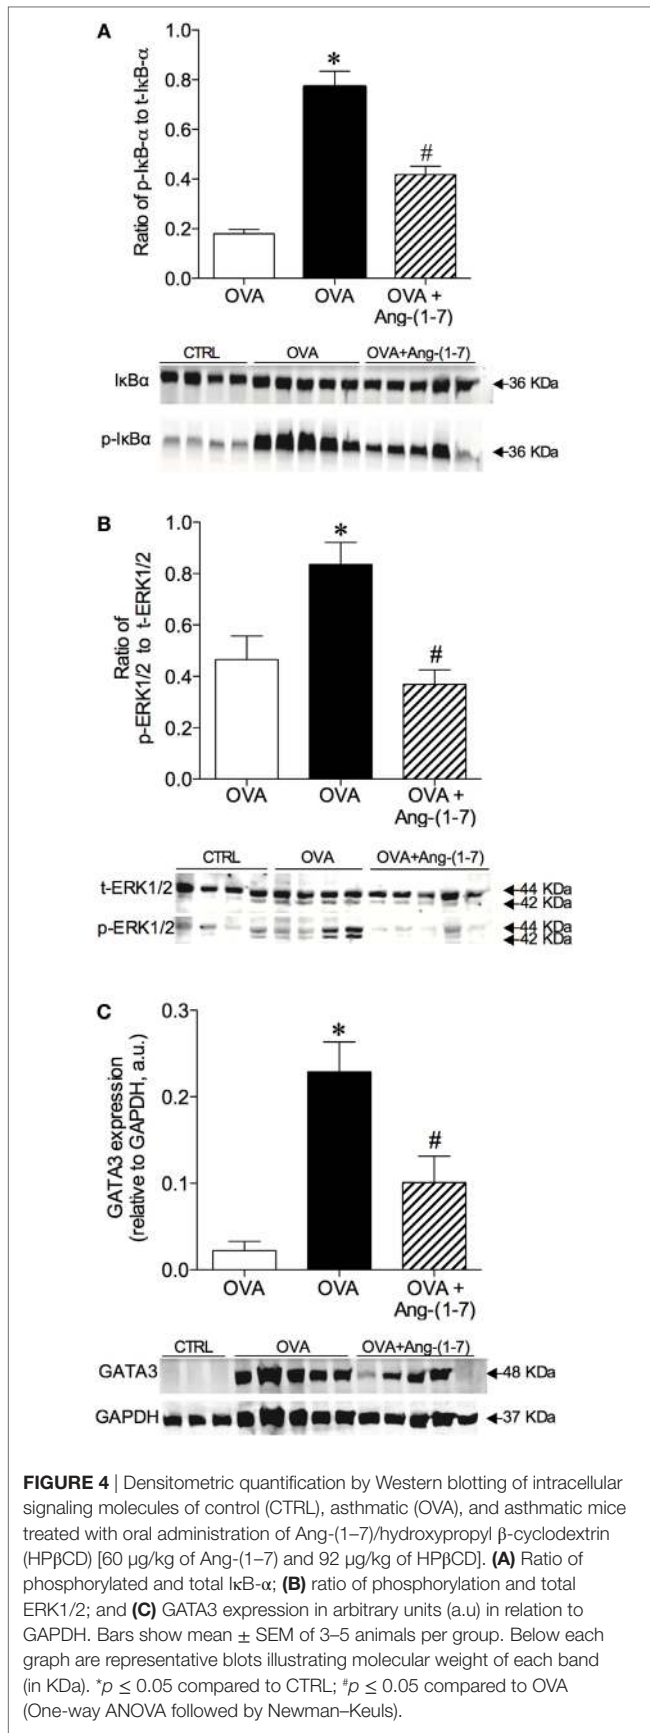 A
Ratio of p-IκB-α to t-IκB-α
1.0
0.8
0.6
0.4
0.2
0.0
*
#
OVA OVA OVA +
Ang-(1-7)
CTRL OVA OVA+Ang-(1-7)
IκBα 36 KDa
p-IκBα 36 KDa
B
Ratio of
p-ERK1/2 to t-ERK1/2
1.0
0.8
0.6
0.4
0.2
0.0
*
#
OVA OVA OVA +
Ang-(1-7)
CTRL OVA OVA+Ang-(1-7)
t-ERK1/2 44 KDa
42 KDa
p-ERK1/2 44 KDa
42 KDa
C
GATA3 expression
(relative to GAPDH, a.u.)
0.3
0.2
0.1
0.0
*
#
OVA OVA OVA +
Ang-(1-7)
CTRL OVA OVA+Ang-(1-7)
GATA3 48 KDa
GAPDH 37 KDa
FIGURE 4 | Densitometric quantification by Western blotting of intracellular
signaling molecules of control (CTRL), asthmatic (OVA), and asthmatic mice
treated with oral administration of Ang-(1–7)/hydroxypropyl β-cyclodextrin
(HPβCD) [60 µg/kg of Ang-(1–7) and 92 µg/kg of HPβCD]. (A) Ratio of
phosphorylated and total IκB-α; (B) ratio of phosphorylation and total
ERK1/2; and (C) GATA3 expression in arbitrary units (a.u) in relation to
GAPDH. Bars show mean ± SEM of 3–5 animals per group. Below each
graph are representative blots illustrating molecular weight of each band
(in KDa). *p ≤ 0.05 compared to CTRL; #p ≤ 0.05 compared to OVA
(One-way ANOVA followed by Newman–Keuls).